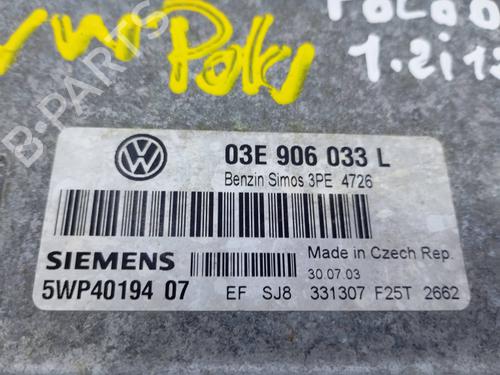 VW Polo
POLO
1.2i 12
B-PARTS
03E 906 033 L
Benzin Simos 3PE 4726
SIEMENS
Made in Czech Rep.
30.07.03
5WP40194 07
EF SJ8 331307 F25T 2662